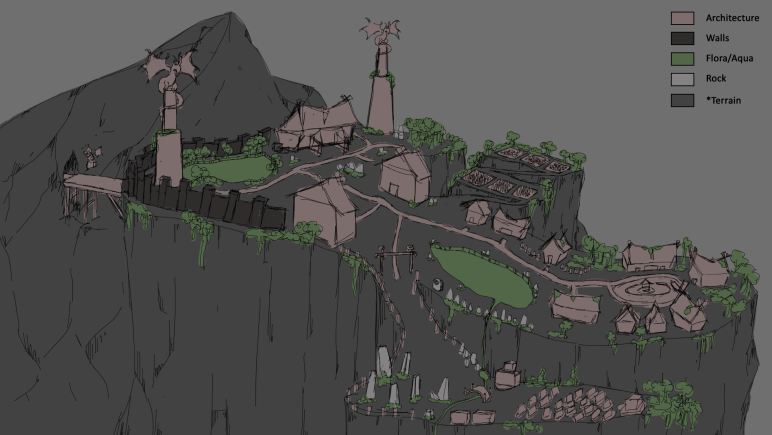 Architecture
Walls
Flora/Aqua
Rock
*Terrain